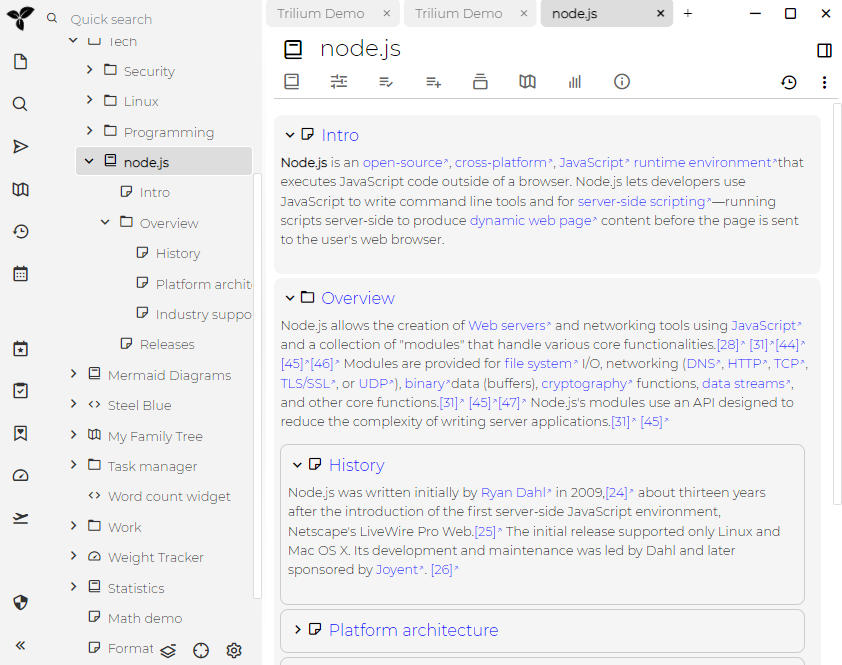 Quick search
Trilium Demo
Trilium Demo
node.js
Tech
Security
Linux
Programming
node.js
Intro
Overview
History
Platform archit
Industry suppo
Releases
Mermaid Diagrams
Steel Blue
My Family Tree
Task manager
Word count widget
Work
Weight Tracker
Statistics
Math demo
Format
node.js
Intro
Node.js is an open-source, cross-platform, JavaScript runtime environment that
executes JavaScript code outside of a browser. Node.js lets developers use
JavaScript to write command line tools and for server-side scripting—running
scripts server-side to produce dynamic web page content before the page is sent
to the user's web browser.
Overview
Node.js allows the creation of Web servers and networking tools using JavaScript
and a collection of "modules" that handle various core functionalities.[28] [31][44]
[45][46] Modules are provided for file system I/O, networking (DNS, HTTP, TCP,
TLS/SSL, or UDP), binary data (buffers), cryptography functions, data streams,
and other core functions.[31] [45][47] Node.js's modules use an API designed to
reduce the complexity of writing server applications.[31] [45]
History
Node.js was written initially by Ryan Dahl in 2009,[24] about thirteen years
after the introduction of the first server-side JavaScript environment,
Netscape's LiveWire Pro Web.[25] The initial release supported only Linux and
Mac OS X. Its development and maintenance was led by Dahl and later
sponsored by Joyent. [26]
Platform architecture